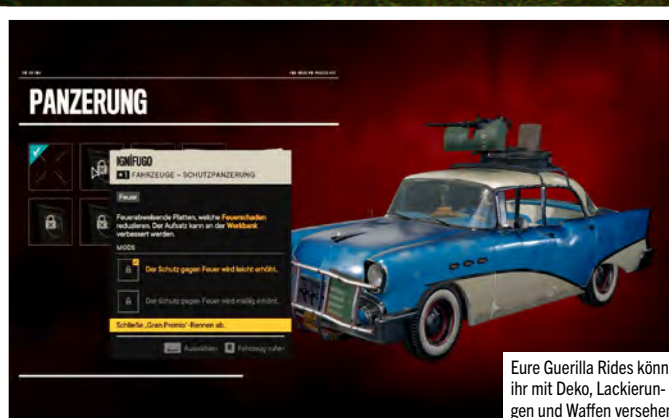 PANZERUNG
IGNÍFUGO
FAHRZEUGE – SCHUTZPANZERUNG
Feuer
Feuerabweisende Platten, welche Feuerschaden
reduzieren. Der Aufsatz kann an der Werkbank
verbessert werden.
MODS
Der Schutz gegen Feuer wird leicht erhöht.
Der Schutz gegen Feuer wird mäßig erhöht.
Schließe „Gran Premio“-Rennen ab.
Auswählen R Fahrzeug rufen
Eure Guerilla Rides könn
ihr mit Deko, Lackierun-
gen und Waffen versehen